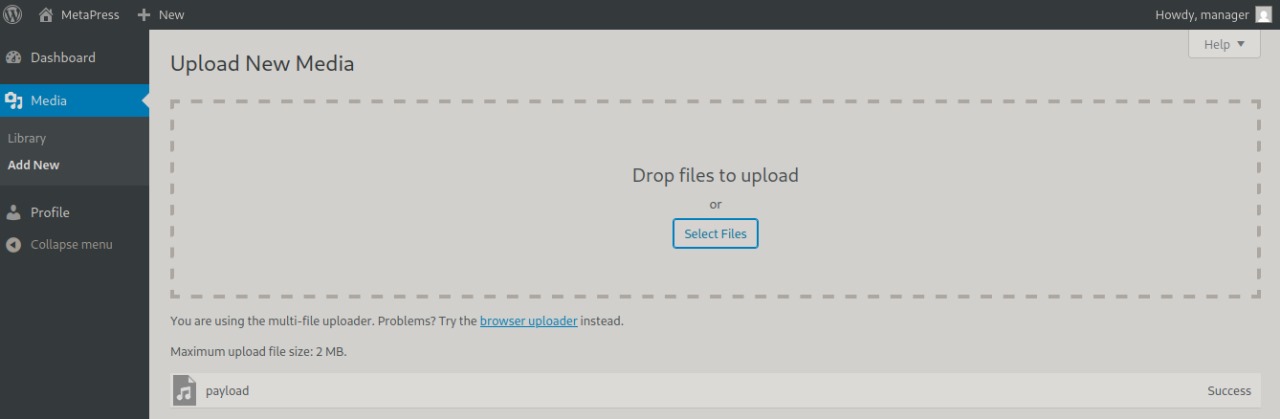 MetaPress New Howdy, manager
Dashboard
Help
Upload New Media
Media
Library
Add New
Drop files to upload
or
Select Files
Profile
Collapse menu
You are using the multi-file uploader. Problems? Try the browser uploader instead.
Maximum upload file size: 2 MB.
payload Success